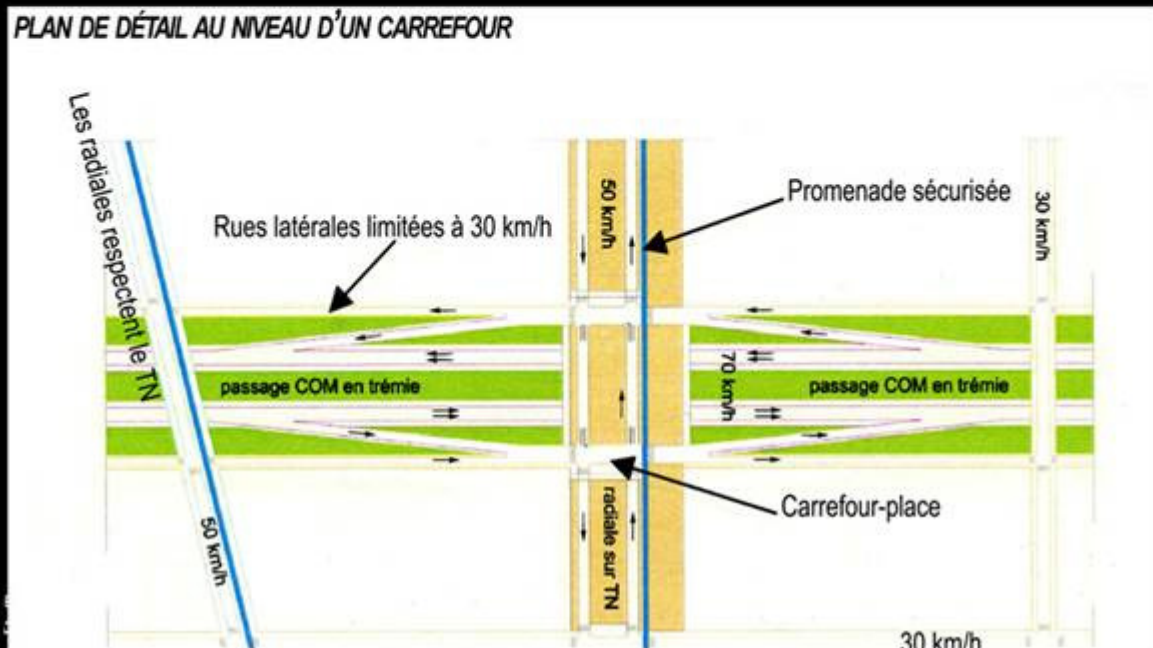 PLAN DE DÉTAIL AU NIVEAU D'UN CARREFOUR
Les radiales respectent le TN
Rues latérales limitées à 30 km/h
50 km/h
Promenade sécurisée
30 km/h
passage COM en trémie
70 km/h
passage COM en trémie
Carrefour-place
radiale sur TN
50 km/h
30 km/h